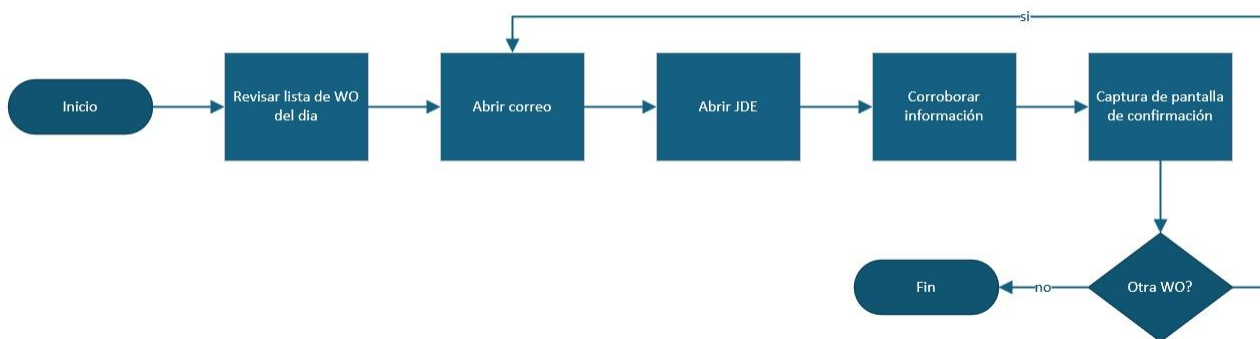 si
Inicio
Revisar lista de WO
del dia
Abrir correo
Abrir JDE
Corroborar
información
Captura de pantalla
de confirmación
Fin
no
Otra WO?